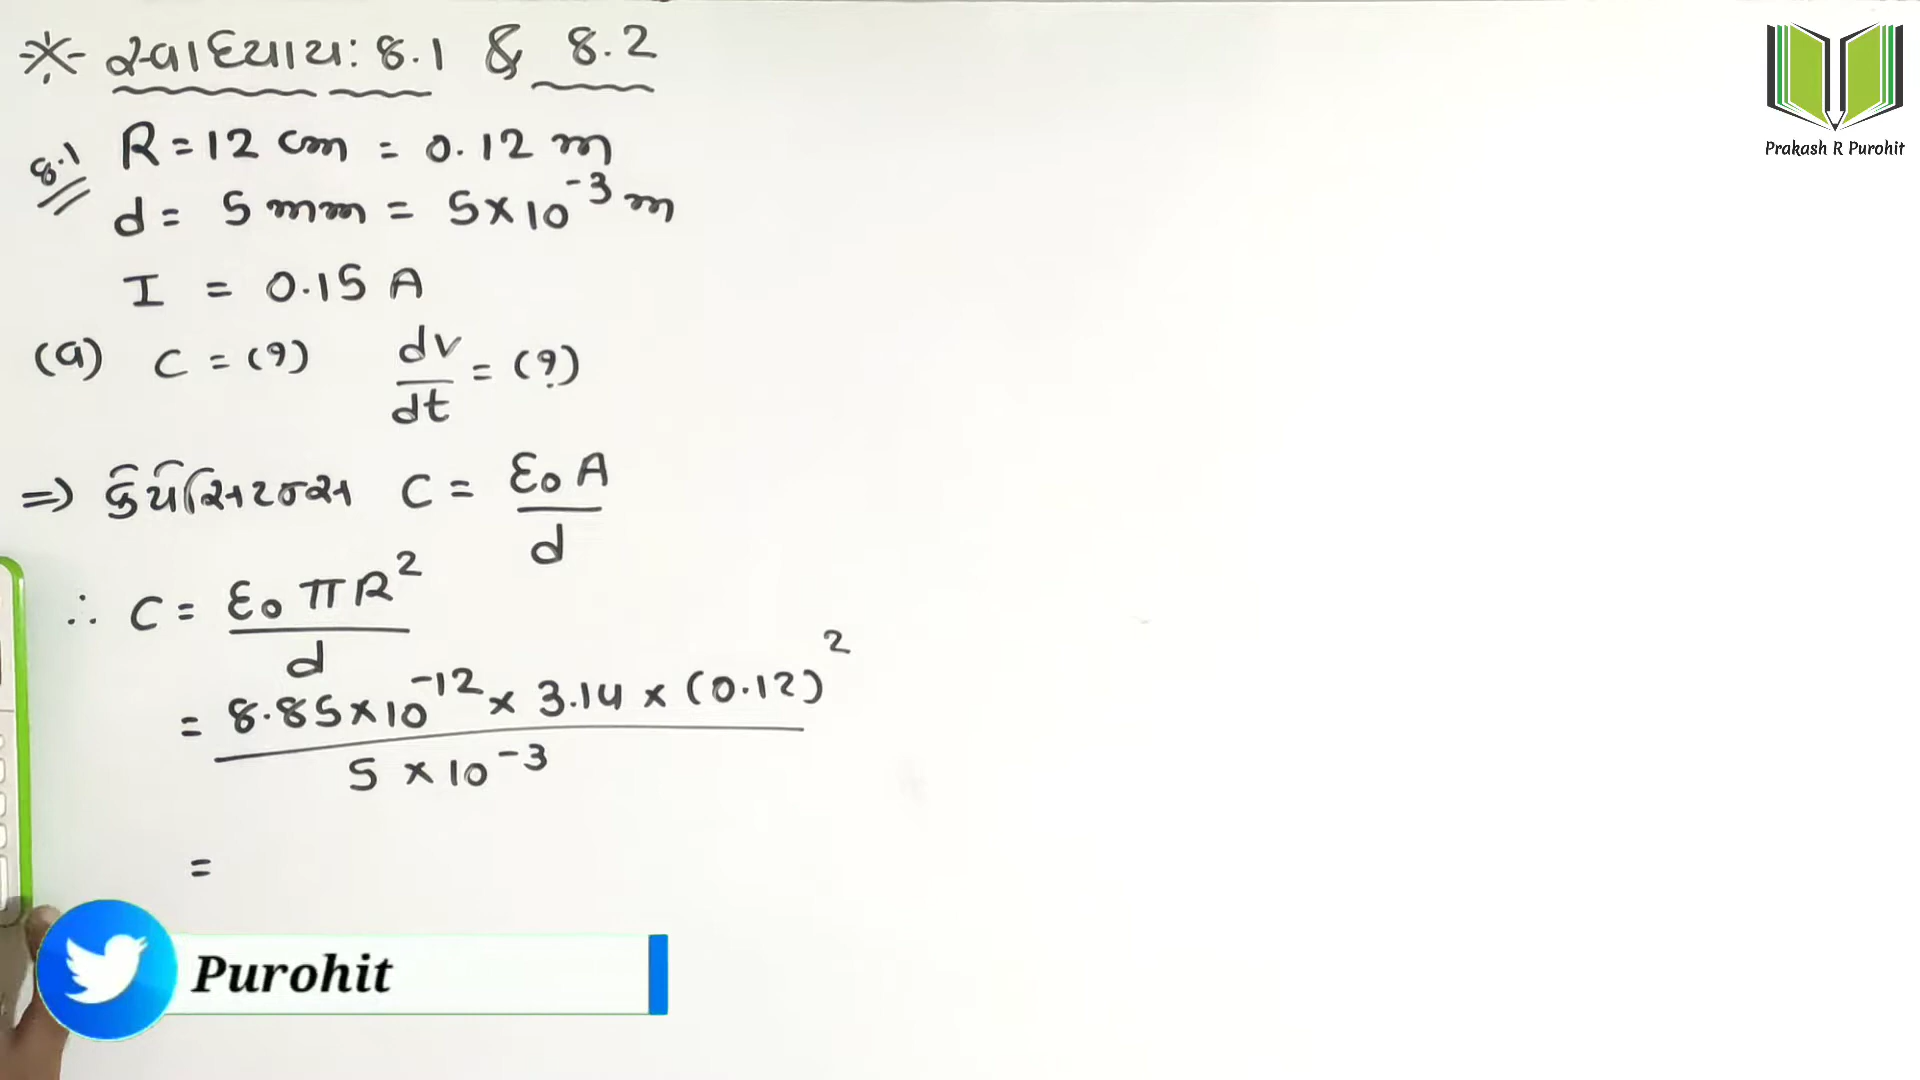 * સ્વાધ્યાય: 8.1 & 8.2
Prakash R Purohit
8.1 R = 12 cm = 0.12 m
d = 5 mm = 5×10⁻³ m
I = 0.15 A
(a) C = (?) dv/dt = (?)
⇒ કૅપૅસિટન્સ C = ε₀A/d
∴ C = ε₀πR²/d
= 8.85×10⁻¹² × 3.14 × (0.12)² / 5×10⁻³
=
Purohit